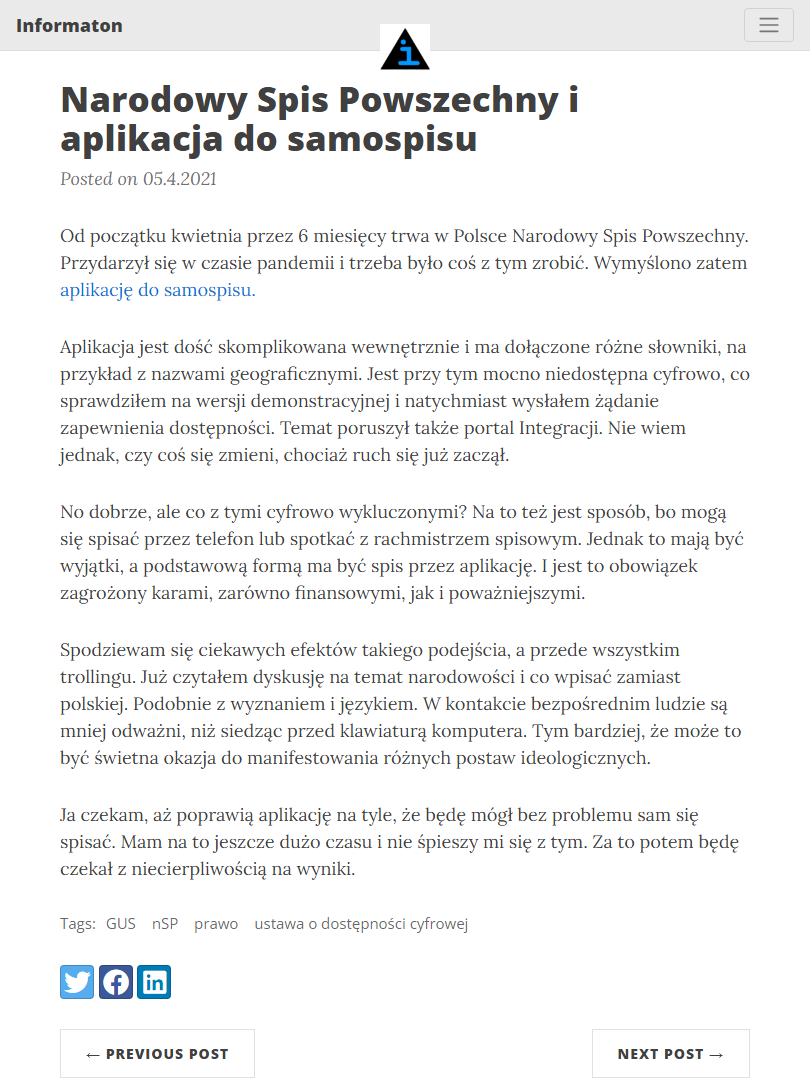 Informaton
i
Narodowy Spis Powszechny i
aplikacja do samospisu
Posted on 05.4.2021
Od początku kwietnia przez 6 miesięcy trwa w Polsce Narodowy Spis Powszechny.
Przydarzył się w czasie pandemii i trzeba było coś z tym zrobić. Wymyślono zatem
aplikację do samospisu.
Aplikacja jest dość skomplikowana wewnętrznie i ma dołączone różne słowniki, na
przykład z nazwami geograficznymi. Jest przy tym mocno niedostępna cyfrowo, co
sprawdziłem na wersji demonstracyjnej i natychmiast wysłałem żądanie
zapewnienia dostępności. Temat poruszył także portal Integracji. Nie wiem
jednak, czy coś się zmieni, chociaż ruch się już zaczął.
No dobrze, ale co z tymi cyfrowo wykluczonymi? Na to też jest sposób, bo mogą
się spisać przez telefon lub spotkać z rachmistrzem spisowym. Jednak to mają być
wyjątki, a podstawową formą ma być spis przez aplikację. I jest to obowiązek
zagrożony karami, zarówno finansowymi, jak i poważniejszymi.
Spodziewam się ciekawych efektów takiego podejścia, a przede wszystkim
trollingu. Już czytałem dyskusję na temat narodowości i co wpisać zamiast
polskiej. Podobnie z wyznaniem i językiem. W kontakcie bezpośrednim ludzie są
mniej odważni, niż siedząc przed klawiaturą komputera. Tym bardziej, że może to
być świetna okazja do manifestowania różnych postaw ideologicznych.
Ja czekam, aż poprawią aplikację na tyle, że będę mógł bez problemu sam się
spisać. Mam na to jeszcze dużo czasu i nie śpieszy mi się z tym. Za to potem będę
czekał z niecierpliwością na wyniki.
Tags: GUS nSP prawo ustawa o dostępności cyfrowej
← PREVIOUS POST NEXT POST →